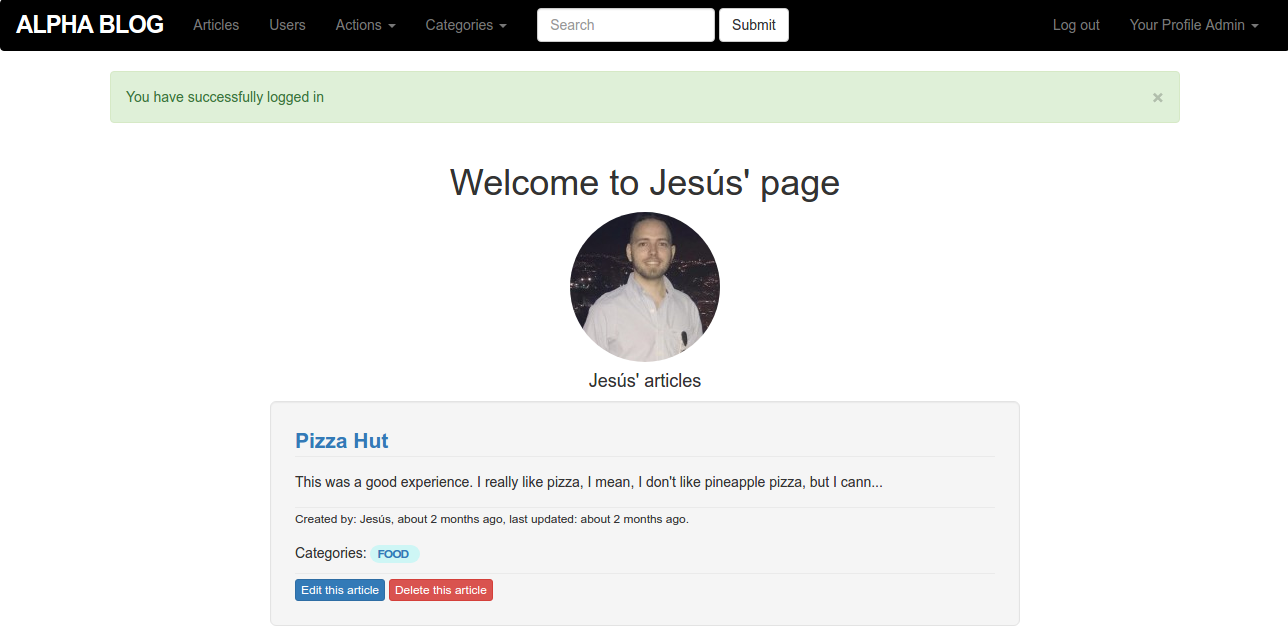 ALPHA BLOG Articles Users Actions Categories Search Submit Log out Your Profile Admin
You have successfully logged in ×
Welcome to Jesús' page
Jesús' articles
Pizza Hut
This was a good experience. I really like pizza, I mean, I don't like pineapple pizza, but I cann...
Created by: Jesús, about 2 months ago, last updated: about 2 months ago.
Categories: FOOD
Edit this article Delete this article